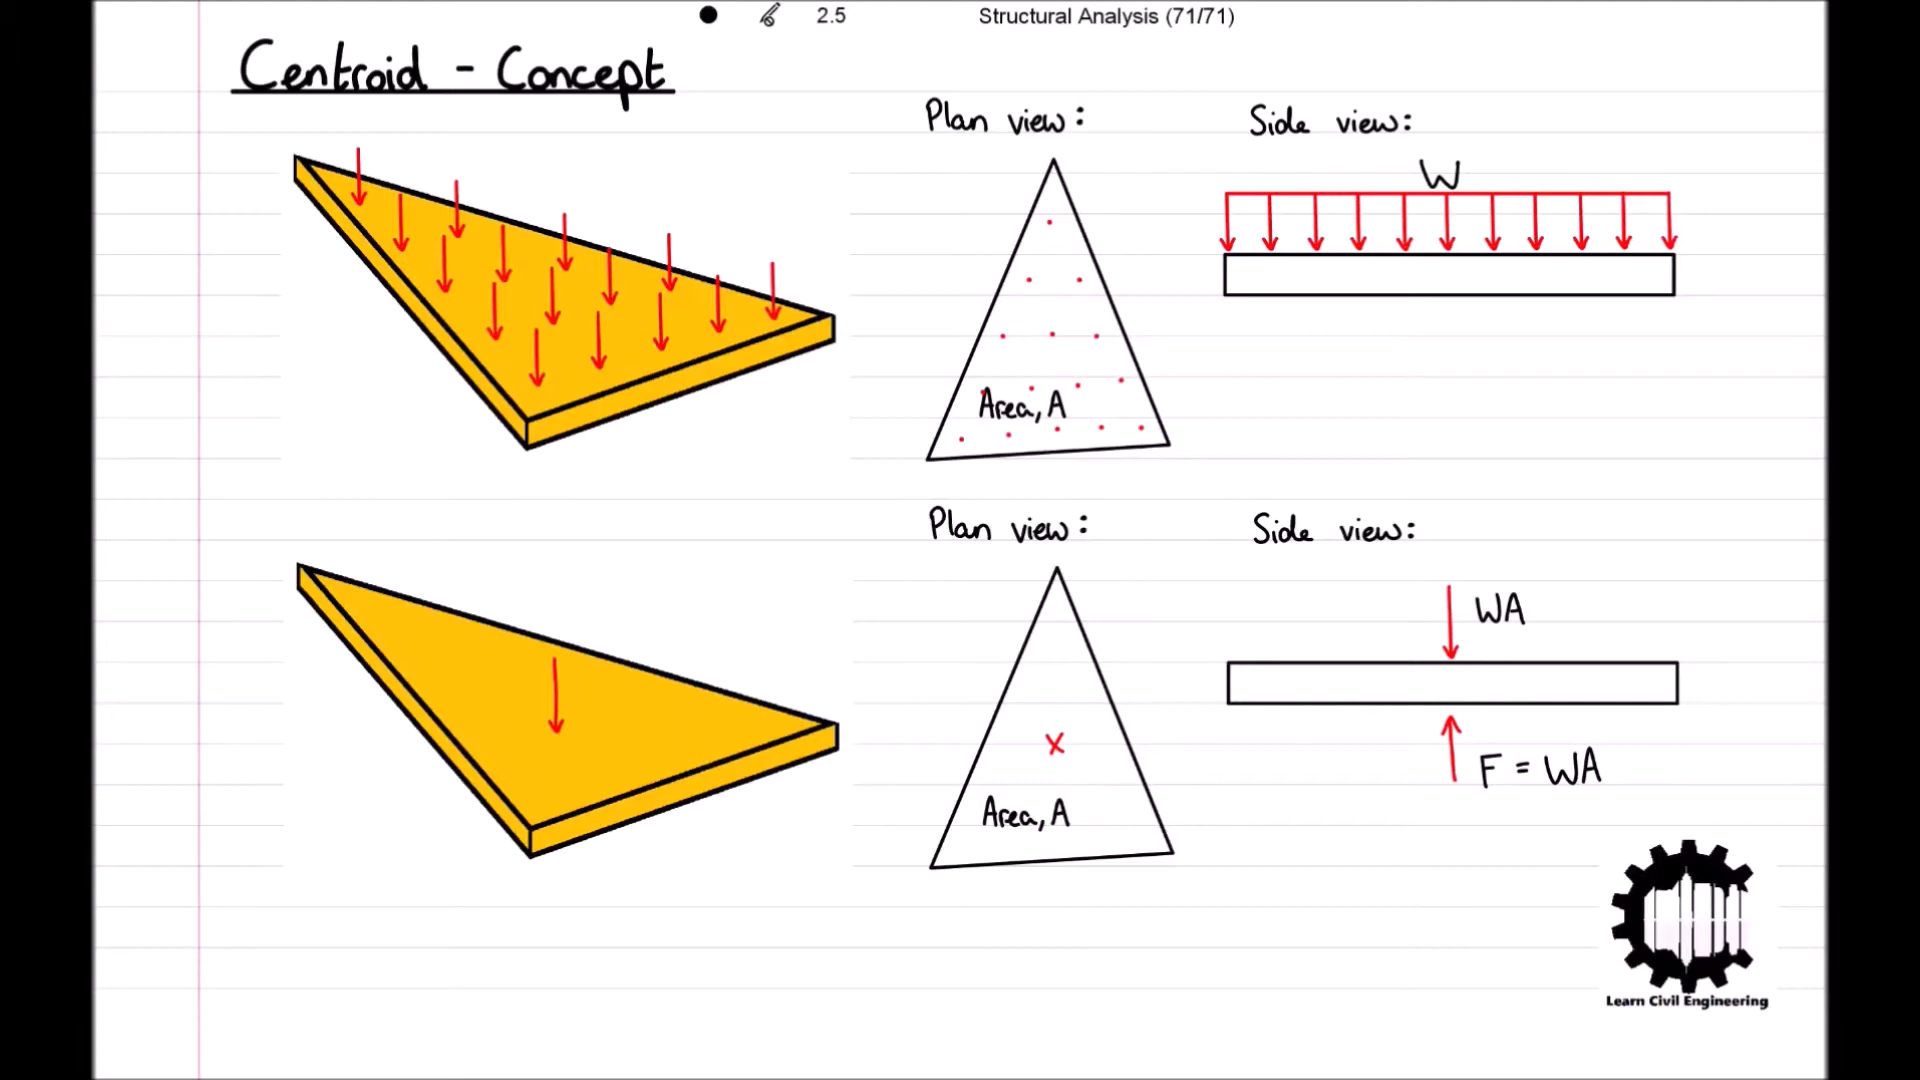 2.5
Structural Analysis (71/71)
Centroid - Concept
Plan view:
Side view:
W
Area, A
Plan view:
Side view:
WA
x
F = WA
Area, A
Learn Civil Engineering